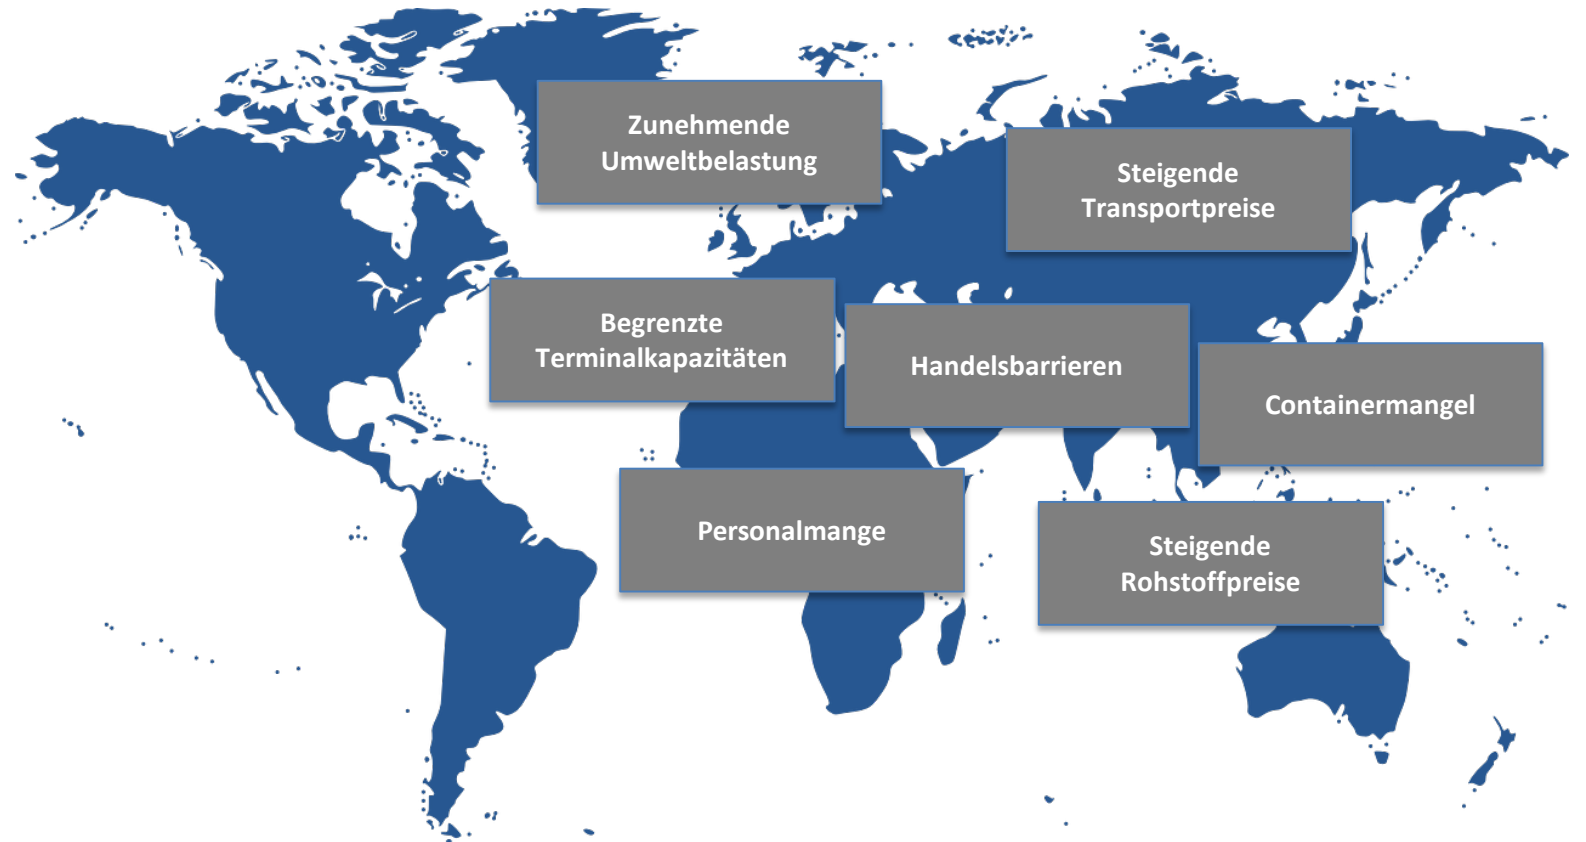 Zunehmende
Umweltbelastung
Steigende
Transportpreise
Begrenzte
Terminalkapazitäten
Handelsbarrieren
Containermangel
Personalmange
Steigende
Rohstoffpreise